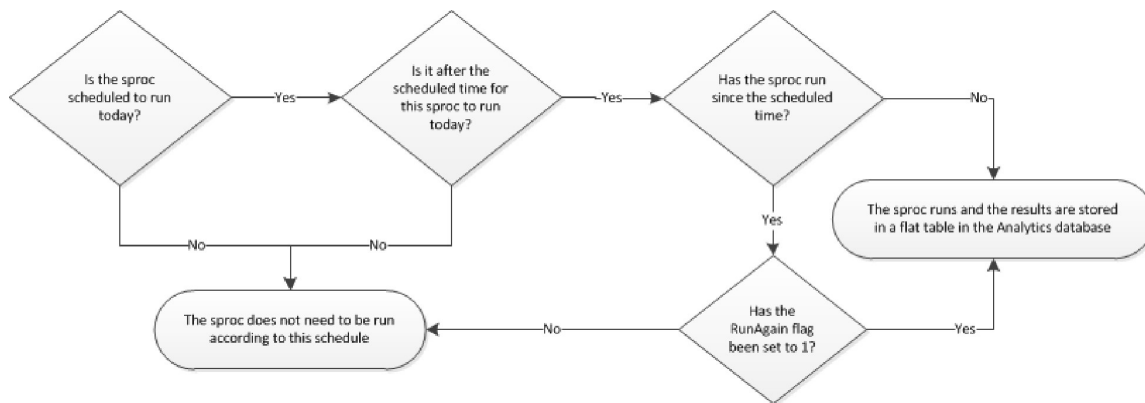 Is the sproc
scheduled to run
today?
Yes
Is it after the
scheduled time for
this sproc to run
today?
Yes
Has the sproc run
since the scheduled
time?
No
The sproc runs and the results are stored
in a flat table in the Analytics database
Yes
No
No
The sproc does not need to be run
according to this schedule
No
Has the
RunAgain flag
been set to 1?
Yes